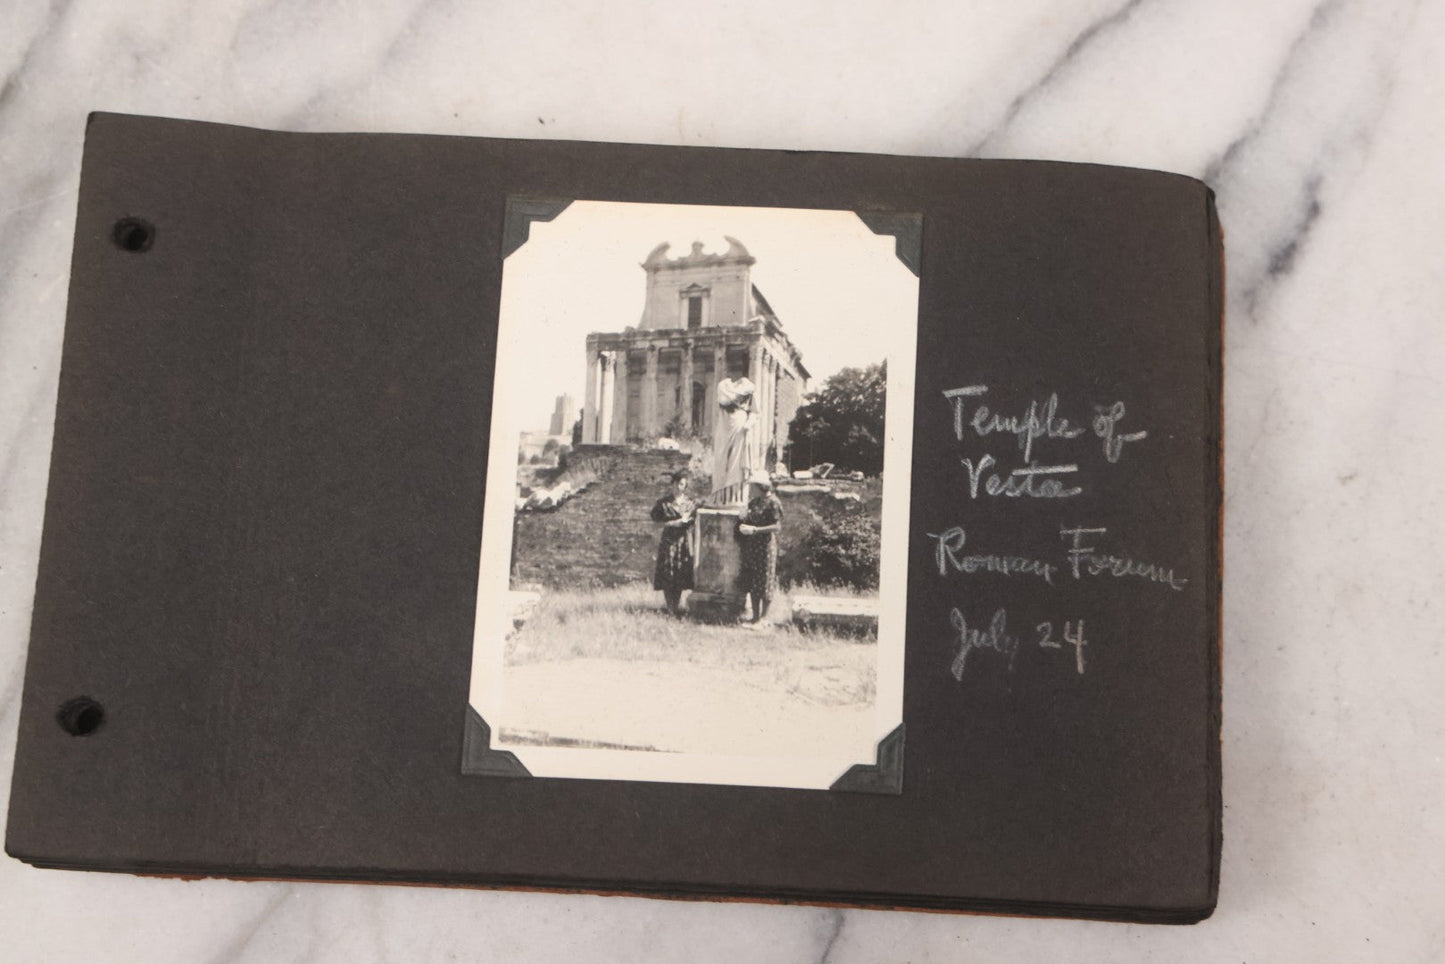 Temple of
Vesta
Roman Forum
July 24